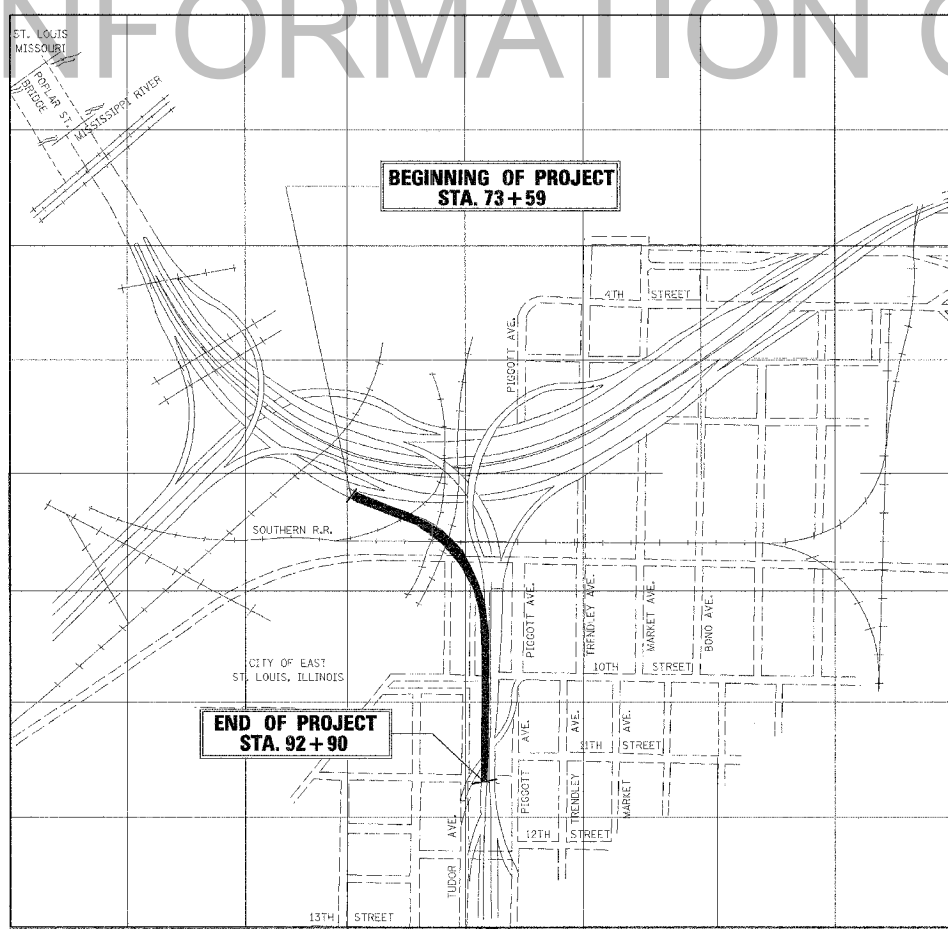 NFORMATION
ST. LOUIS
MISSOURI
POPLAR ST.
BRIDGE
MISSISSIPPI RIVER
BEGINNING OF PROJECT
STA. 73+59
4TH STREET
PIGGOTT AVE.
SOUTHERN R.R.
PIGGOTT AVE.
TRENDLEY AVE.
MARKET AVE.
BOND AVE.
10TH STREET
CITY OF EAST
ST. LOUIS, ILLINOIS
END OF PROJECT
STA. 92+90
PIGGOTT AVE.
TRENDLEY AVE.
MARKET AVE.
11TH STREET
TUDOR AVE.
12TH STREET
13TH STREET